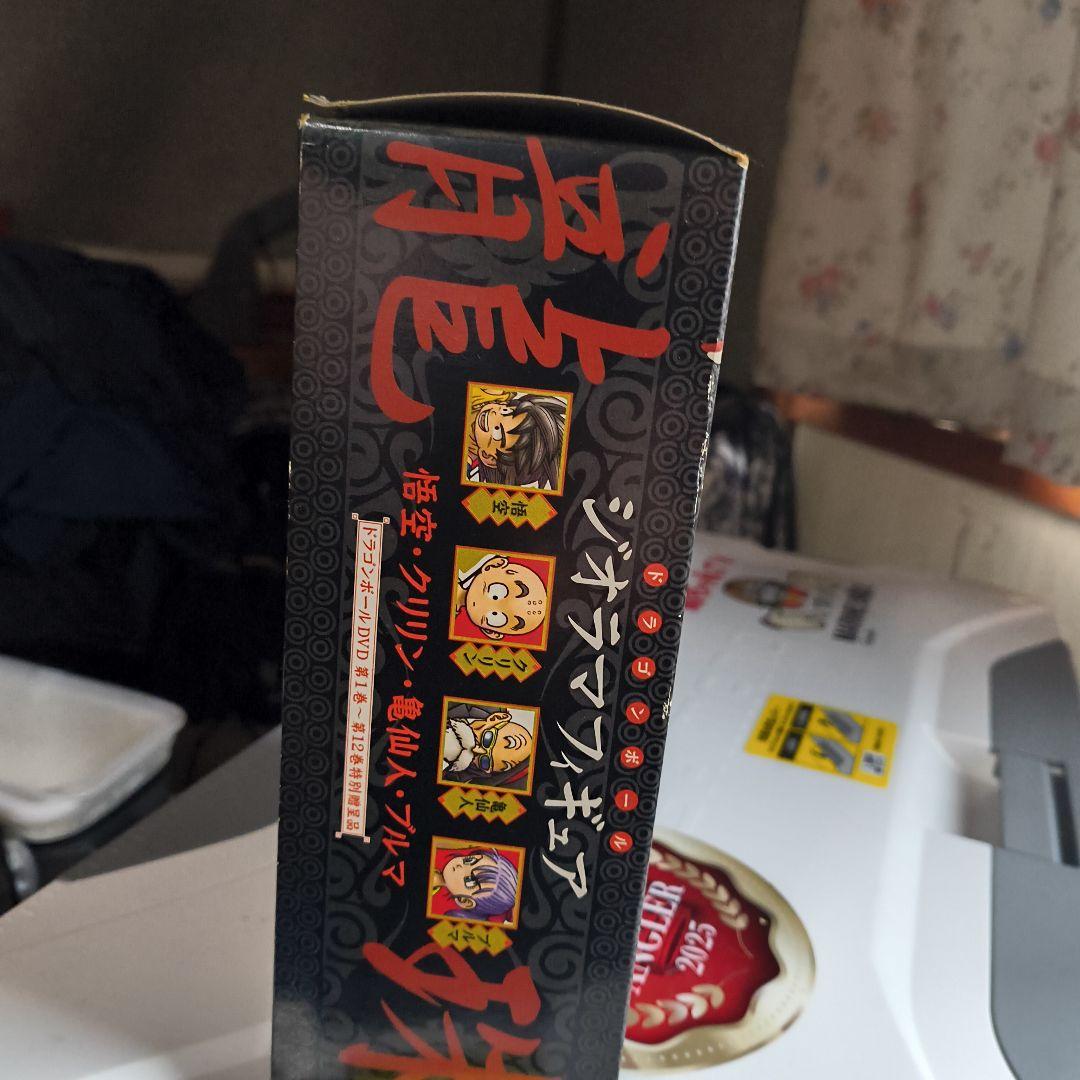 龍
ドラゴンボール
ジオラマフィギュア
悟空
クリリン
亀仙人
ブルマ
悟空・クリリン・亀仙人・ブルマ
ドラゴンボールDVD 第1巻～第12巻特別贈呈品
珠
ANGLER
2025